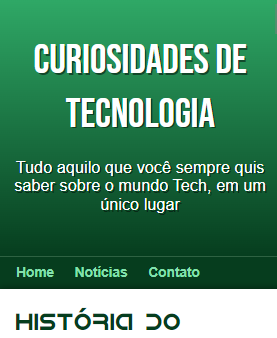 CURIOSIDADES DE
TECNOLOGIA
Tudo aquilo que você sempre quis
saber sobre o mundo Tech, em um
único lugar
Home Notícias Contato
HISTÓRIA DO